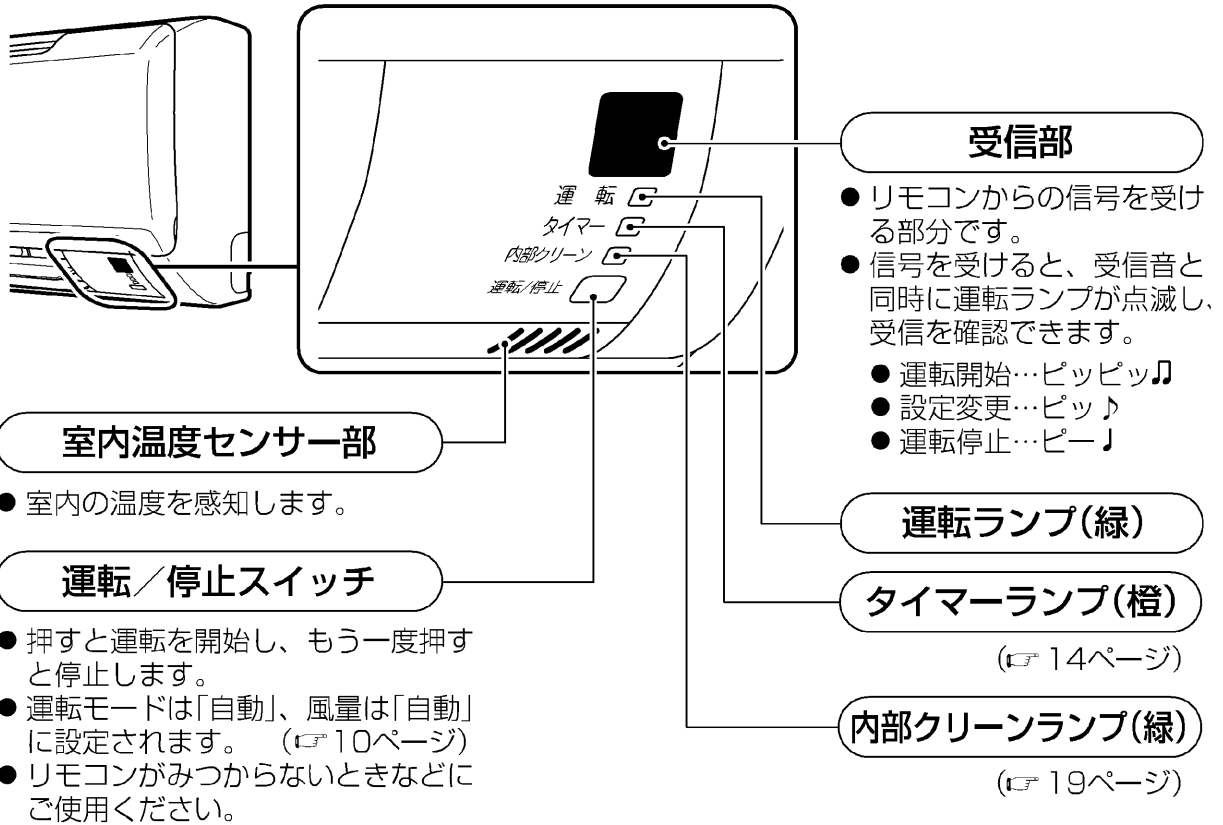 運 転
タイマー
内部クリーン
運転/停止
受信部
● リモコンからの信号を受け
る部分です。
● 信号を受けると、受信音と
同時に運転ランプが点滅し、
受信を確認できます。
● 運転開始…ピッピッ♫
● 設定変更…ピッ♪
● 運転停止…ピー♩
室内温度センサー部
● 室内の温度を感知します。
運転／停止スイッチ
● 押すと運転を開始し、もう一度押す
と停止します。
● 運転モードは「自動」、風量は「自動」
に設定されます。 （☞10ページ）
● リモコンがみつからないときなどに
ご使用ください。
運転ランプ（緑）
タイマーランプ（橙）
（☞ 14ページ）
内部クリーンランプ（緑）
（☞ 19ページ）